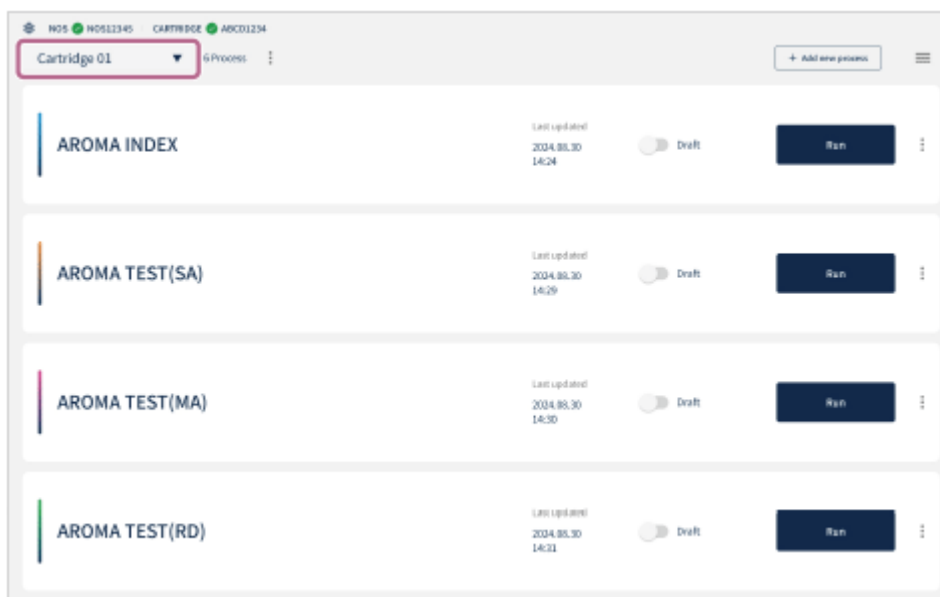 NOS NOS12345 CARTRIDGE ABCD1234
Cartridge 01 6 Process + Add new process
AROMA INDEX
Last updated
2024.08.30
14:24
Draft
Run
AROMA TEST(SA)
Last updated
2024.08.30
14:29
Draft
Run
AROMA TEST(MA)
Last updated
2024.08.30
14:30
Draft
Run
AROMA TEST(RD)
Last updated
2024.08.30
14:31
Draft
Run